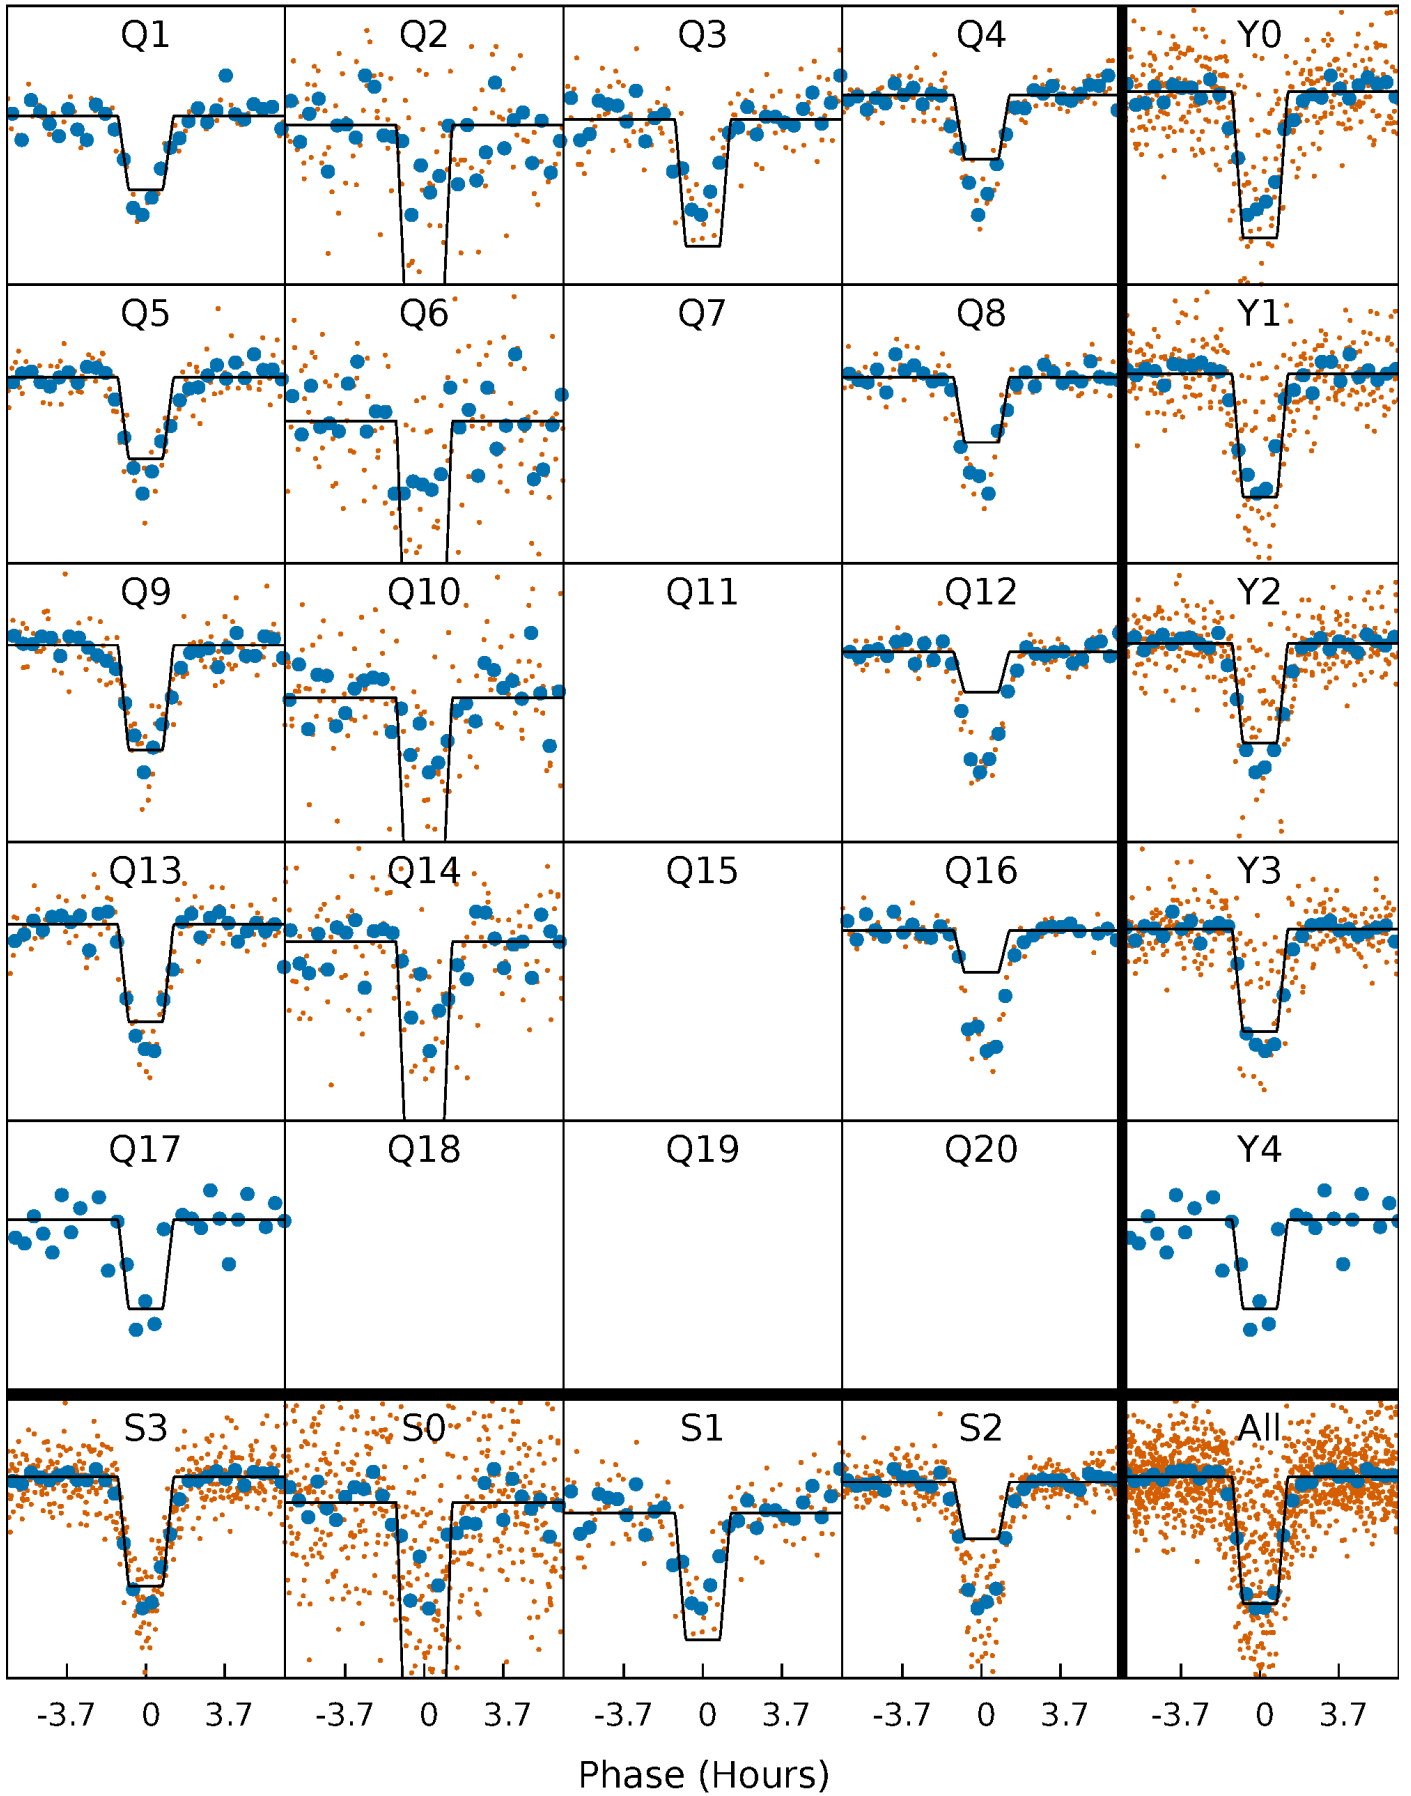 Q1 Q2 Q3 Q4 Y0
Q5 Q6 Q7 Q8 Y1
Q9 Q10 Q11 Q12 Y2
Q13 Q14 Q15 Q16 Y3
Q17 Q18 Q19 Q20 Y4
S3 S0 S1 S2 All
-3.7 0 3.7 -3.7 0 3.7 -3.7 0 3.7 -3.7 0 3.7 -3.7 0 3.7
Phase (Hours)